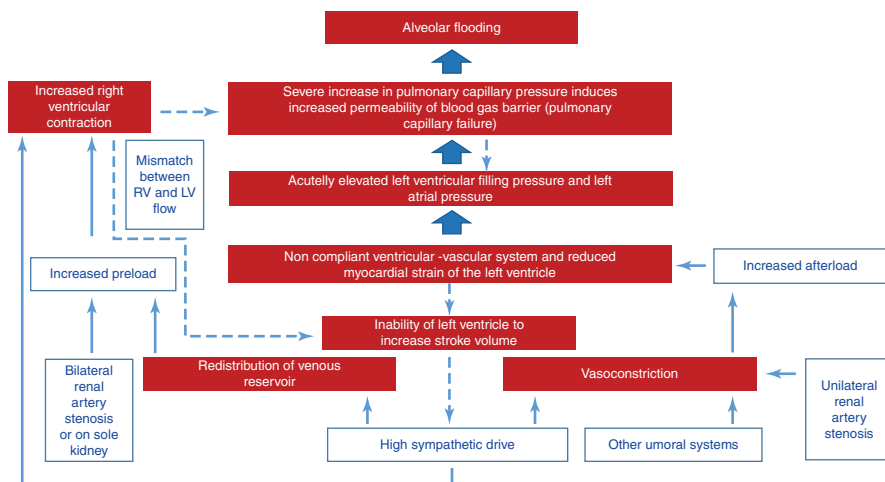 Alveolar flooding
Increased right
ventricular
contraction
Severe increase in pulmonary capillary pressure induces
increased permeability of blood gas barrier (pulmonary
capillary failure)
Mismatch
between
RV and LV
flow
Acutelly elevated left ventricular filling pressure and left
atrial pressure
Non compliant ventricular -vascular system and reduced
myocardial strain of the left ventricle
Increased preload
Increased afterload
Inability of left ventricle to
increase stroke volume
Bilateral
renal
artery
stenosis
or on sole
kidney
Redistribution of venous
reservoir
Vasoconstriction
Unilateral
renal
artery
stenosis
High sympathetic drive
Other umoral systems